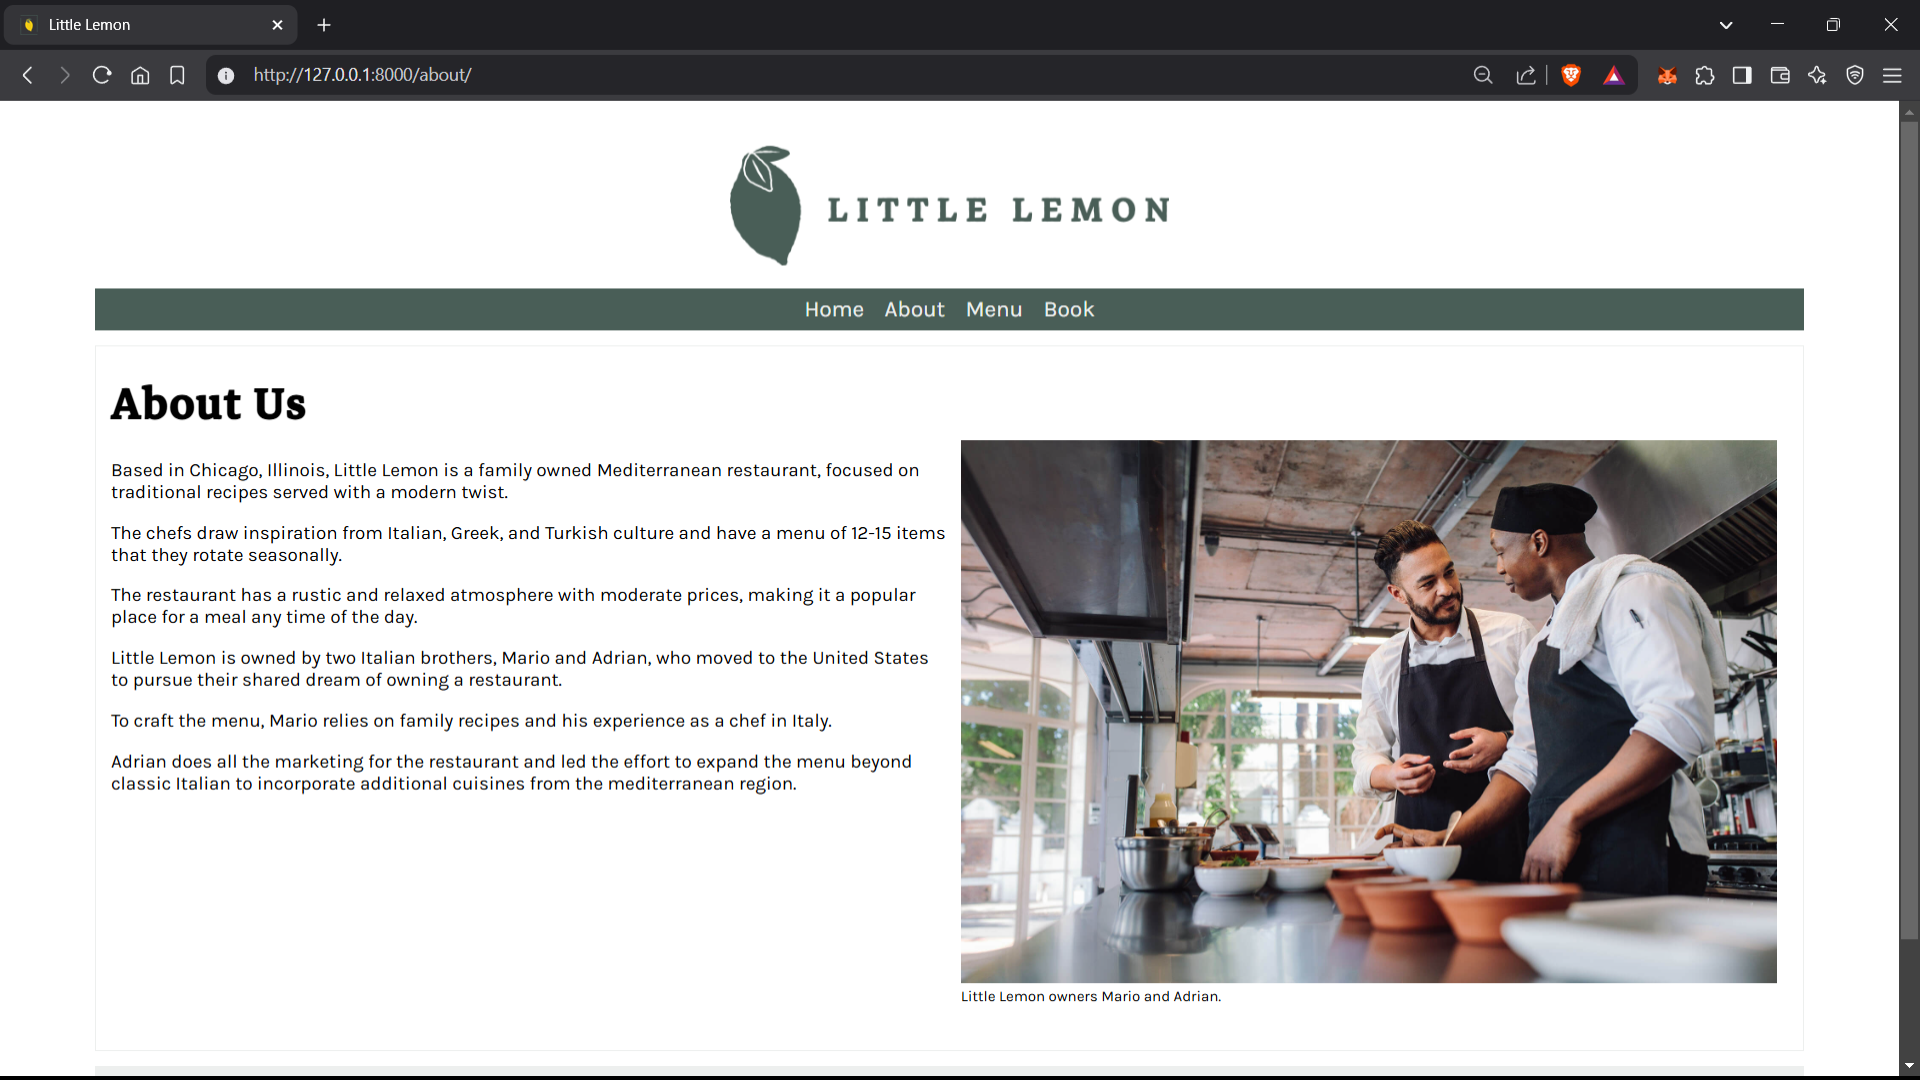 Little Lemon
http://127.0.0.1:8000/about/
LITTLE LEMON
Home About Menu Book
About Us
Based in Chicago, Illinois, Little Lemon is a family owned Mediterranean restaurant, focused on
traditional recipes served with a modern twist.
The chefs draw inspiration from Italian, Greek, and Turkish culture and have a menu of 12-15 items
that they rotate seasonally.
The restaurant has a rustic and relaxed atmosphere with moderate prices, making it a popular
place for a meal any time of the day.
Little Lemon is owned by two Italian brothers, Mario and Adrian, who moved to the United States
to pursue their shared dream of owning a restaurant.
To craft the menu, Mario relies on family recipes and his experience as a chef in Italy.
Adrian does all the marketing for the restaurant and led the effort to expand the menu beyond
classic Italian to incorporate additional cuisines from the mediterranean region.
Little Lemon owners Mario and Adrian.